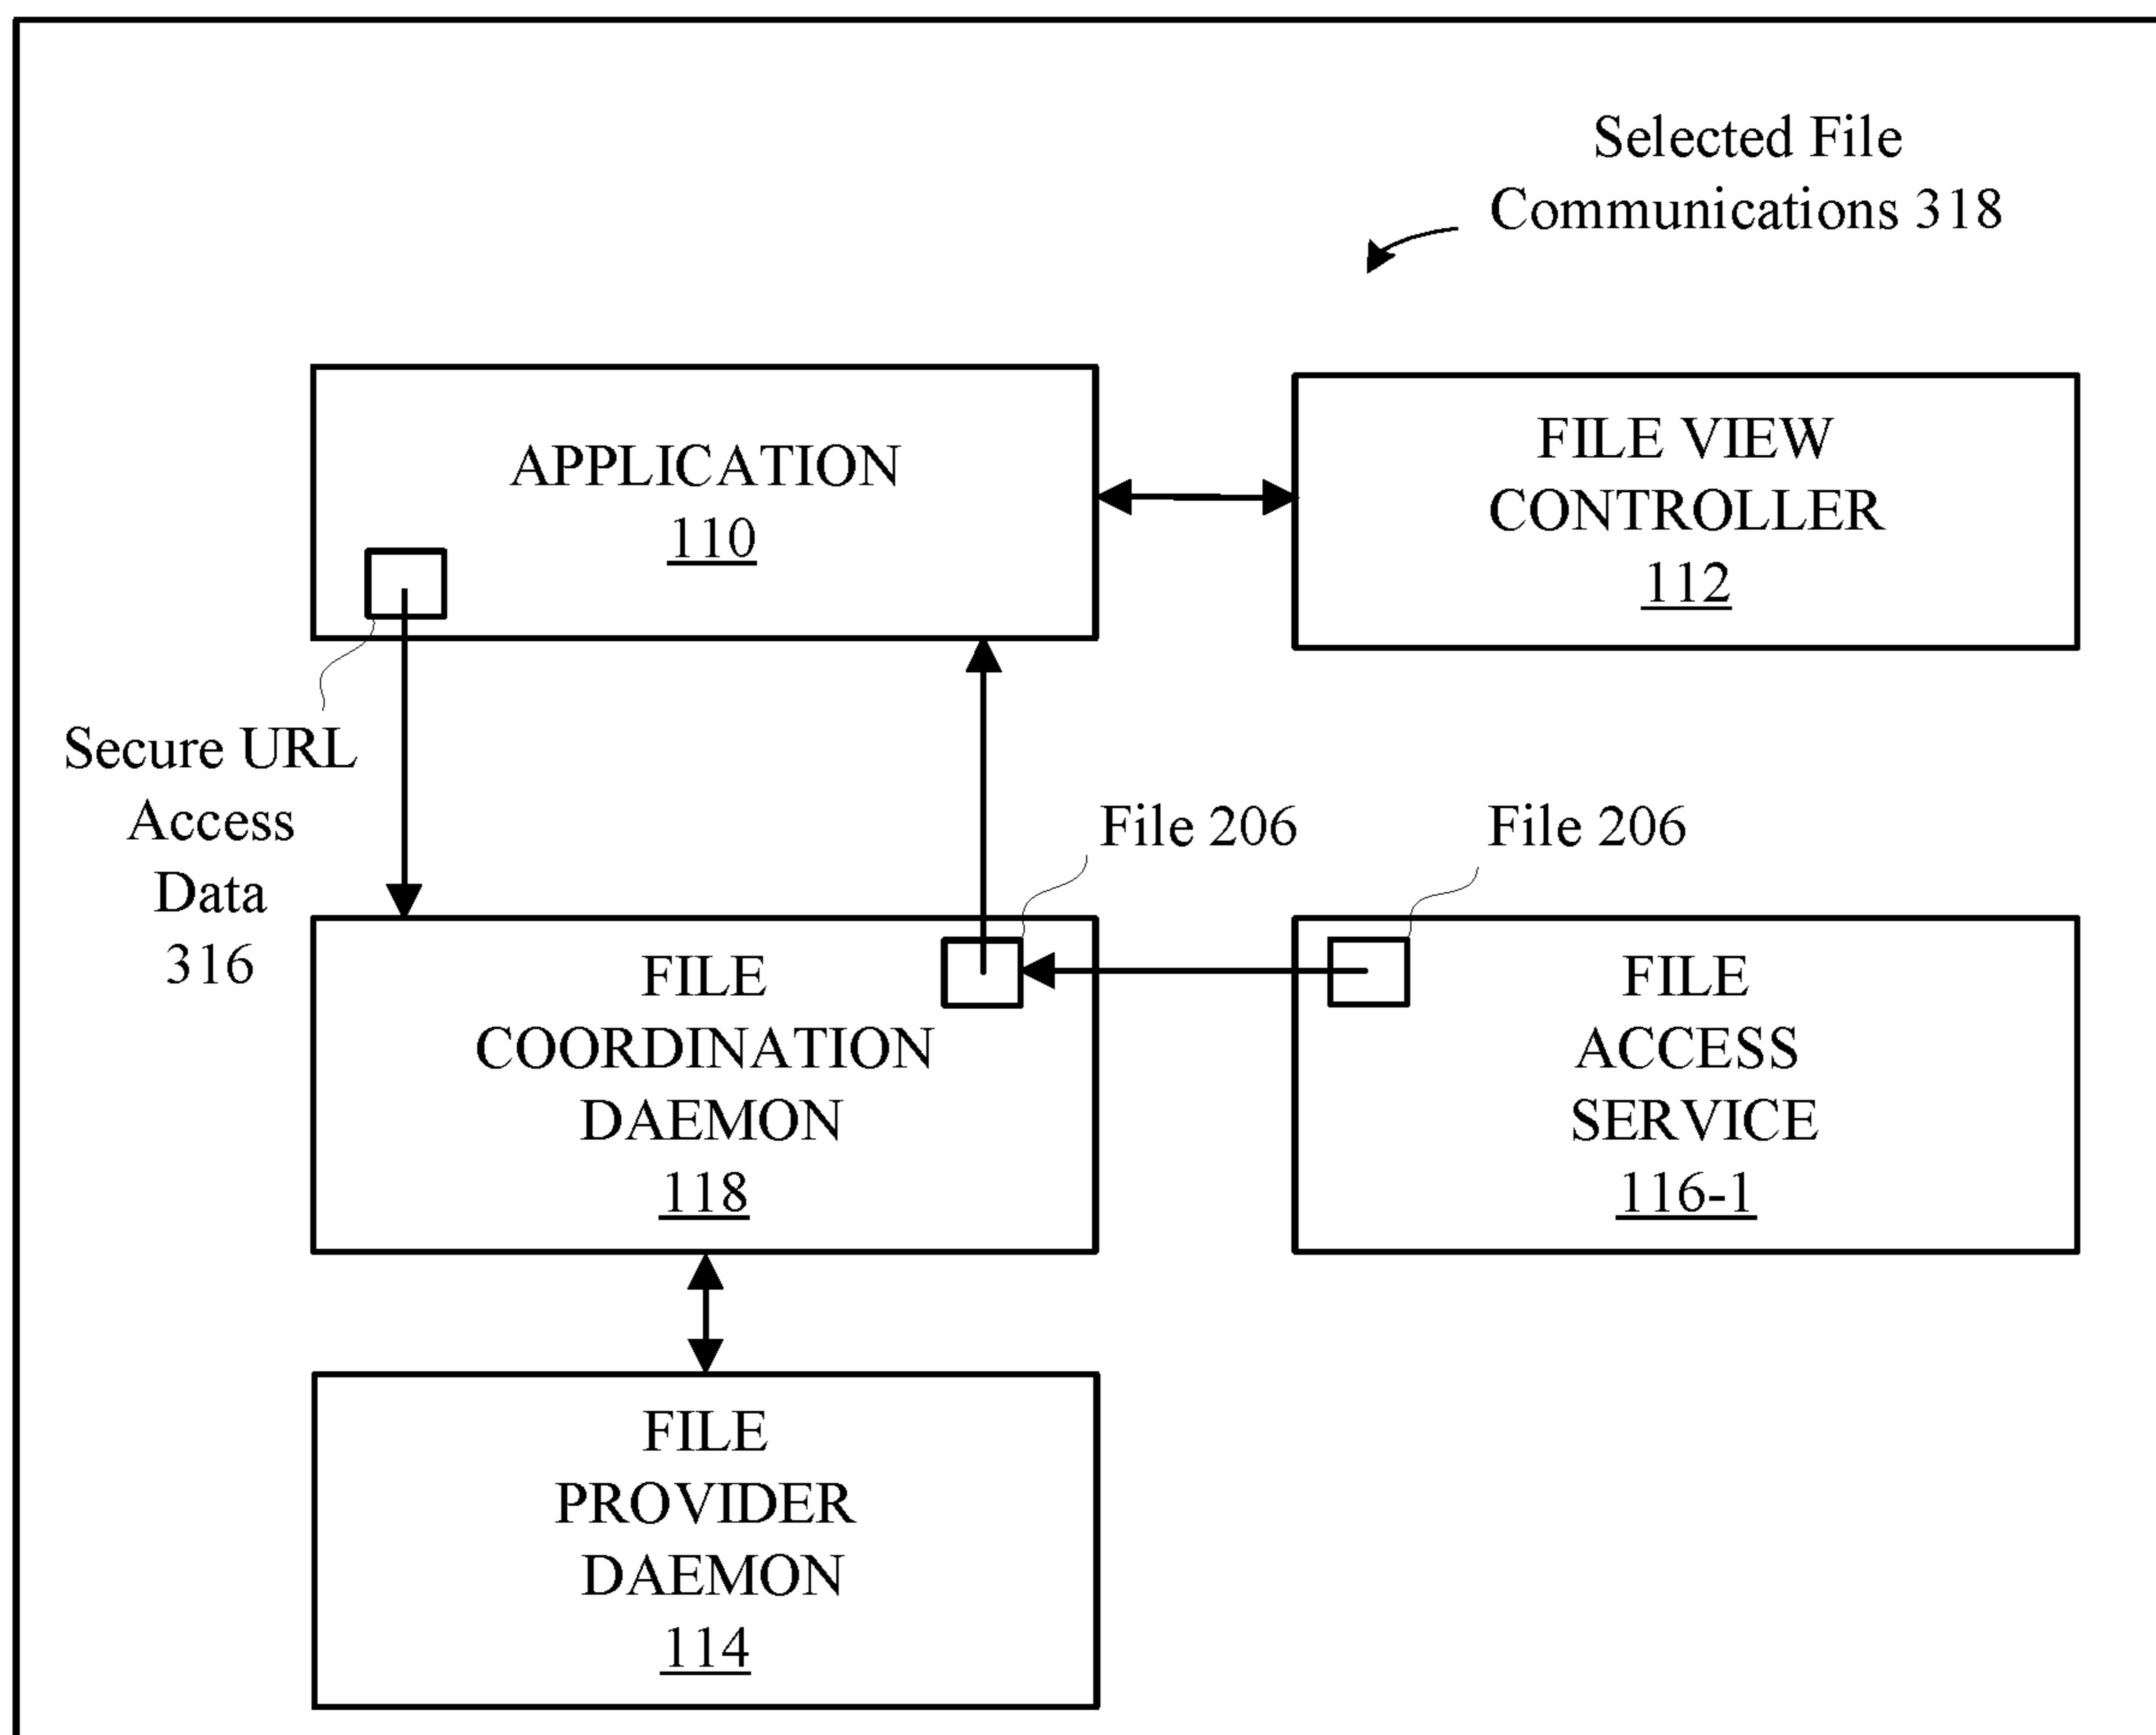 Selected File
Communications 318
APPLICATION
110
FILE VIEW
CONTROLLER
112
Secure URL
Access
Data
316
File 206
File 206
FILE
COORDINATION
DAEMON
118
FILE
ACCESS
SERVICE
116-1
FILE
PROVIDER
DAEMON
114